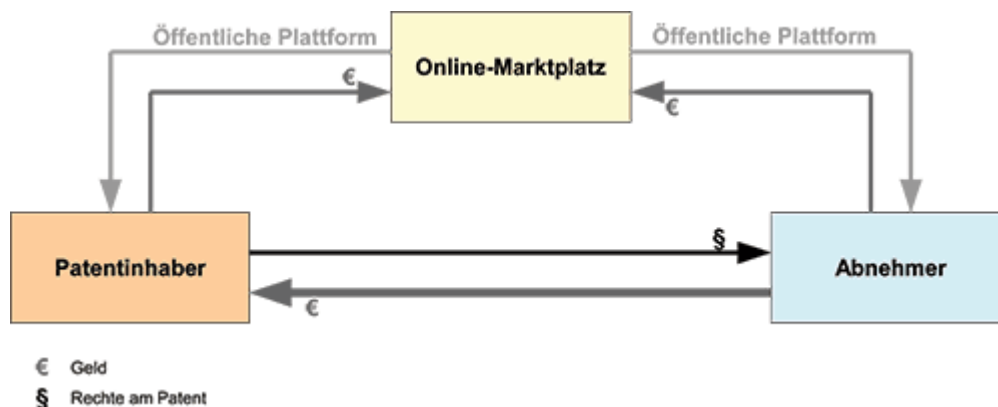 Öffentliche Plattform
Online-Marktplatz
Öffentliche Plattform
€
€
Patentinhaber
§
Abnehmer
€
€ Geld
§ Rechte am Patent